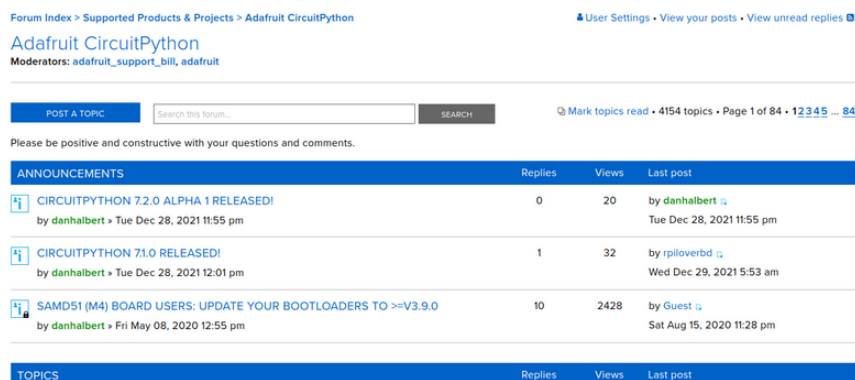 Forum Index > Supported Products & Projects > Adafruit CircuitPython
User Settings • View your posts • View unread replies
Adafruit CircuitPython
Moderators: adafruit_support_bill, adafruit
POST A TOPIC
Search this forum...
SEARCH
Mark topics read • 4154 topics • Page 1 of 84 • 1 2 3 4 5 ... 84
Please be positive and constructive with your questions and comments.
ANNOUNCEMENTS Replies Views Last post
CIRCUITPYTHON 7.2.0 ALPHA 1 RELEASED! 0 20 by danhalbert
by danhalbert » Tue Dec 28, 2021 11:55 pm Tue Dec 28, 2021 11:55 pm
CIRCUITPYTHON 7.1.0 RELEASED! 1 32 by rpiloverbd
by danhalbert » Tue Dec 28, 2021 12:01 pm Wed Dec 29, 2021 5:53 am
SAMD51 (M4) BOARD USERS: UPDATE YOUR BOOTLOADERS TO >=V3.9.0 10 2428 by Guest
by danhalbert » Fri May 08, 2020 12:55 pm Sat Aug 15, 2020 11:28 pm
TOPICS Replies Views Last post